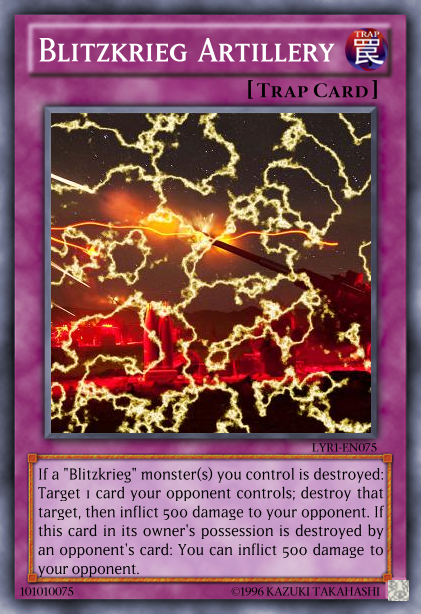 Blitzkrieg Artillery
TRAP
罠
[Trap Card]
LYR1-EN075
If a "Blitzkrieg" monster(s) you control is destroyed:
Target 1 card your opponent controls; destroy that
target, then inflict 500 damage to your opponent. If
this card in its owner's possession is destroyed by
an opponent's card: You can inflict 500 damage to
your opponent.
101010075
©1996 KAZUKI TAKAHASHI